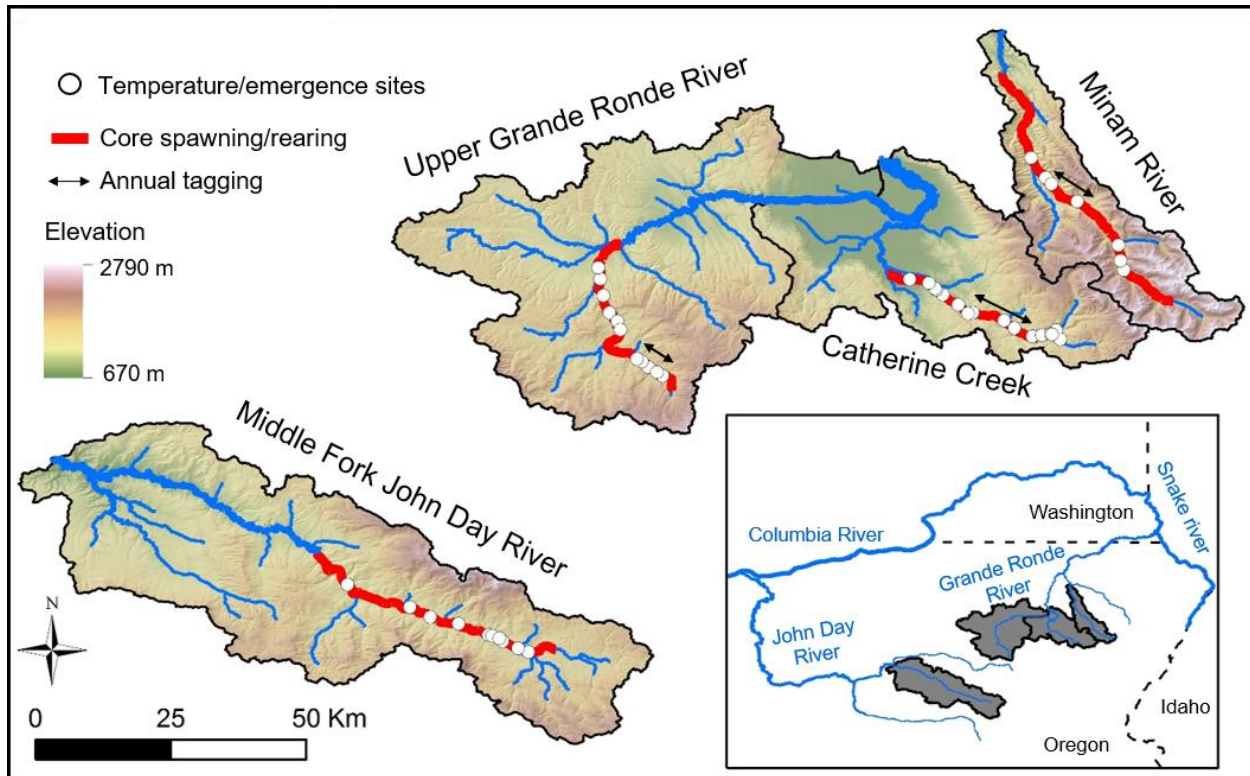 Temperature/emergence sites
Core spawning/rearing
Annual tagging
Elevation
2790 m
670 m
Upper Grande Ronde River
Minam River
Catherine Creek
Middle Fork John Day River
N
0 25 50 Km
Columbia River
Washington
Snake river
Grande Ronde
River
John Day
River
Idaho
Oregon